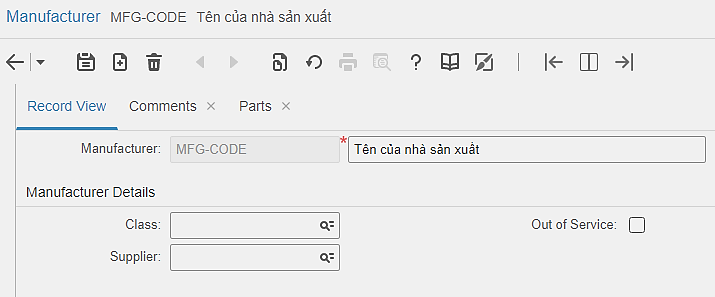 Manufacturer MFG-CODE Tên của nhà sản xuất
Record View Comments × Parts ×
Manufacturer: MFG-CODE * Tên của nhà sản xuất
Manufacturer Details
Class: Out of Service:
Supplier: